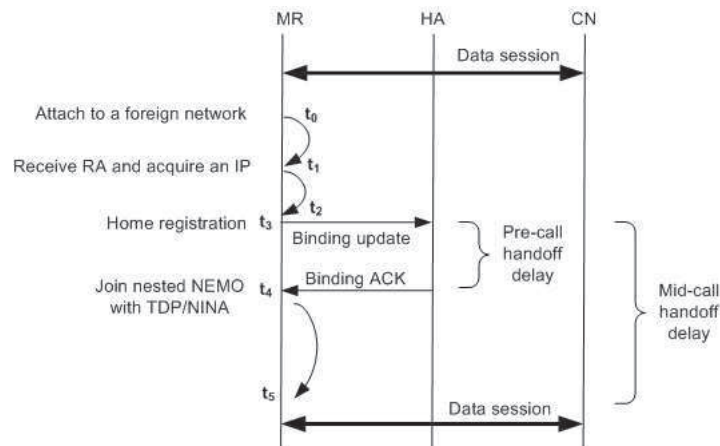 MR HA CN
Data session
Attach to a foreign network t0
Receive RA and acquire an IP t1
t2
Home registration t3
Binding update
Pre-call
handoff
delay
Binding ACK
Join nested NEMO
with TDP/NINA
t4
Mid-call
handoff
delay
t5
Data session